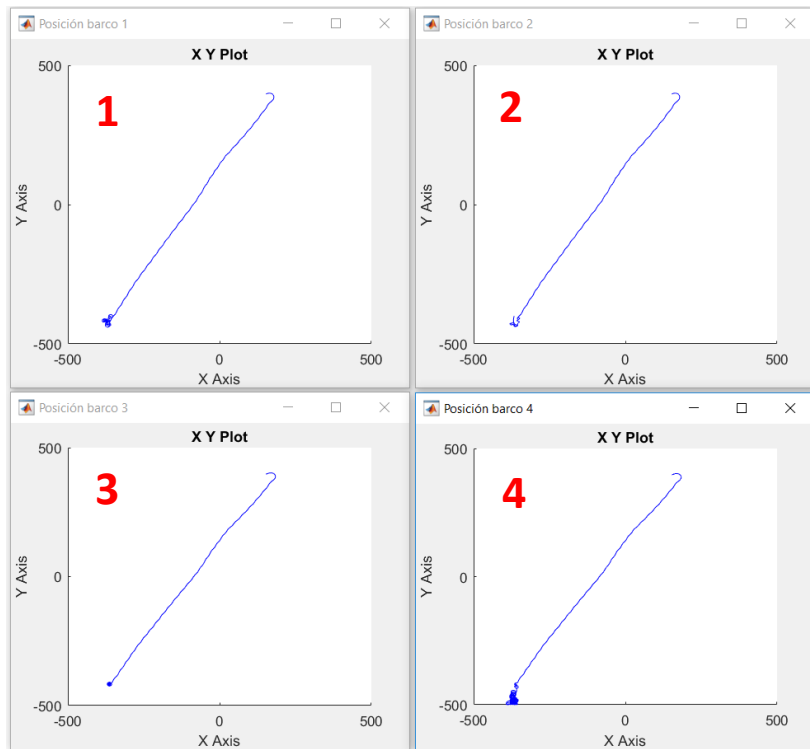 Posición barco 1
X Y Plot
500
1
Y Axis
0
-500
-500 0 500
X Axis
Posición barco 2
X Y Plot
500
2
Y Axis
0
-500
-500 0 500
X Axis
Posición barco 3
X Y Plot
500
3
Y Axis
0
-500
-500 0 500
X Axis
Posición barco 4
X Y Plot
500
4
Y Axis
0
-500
-500 0 500
X Axis